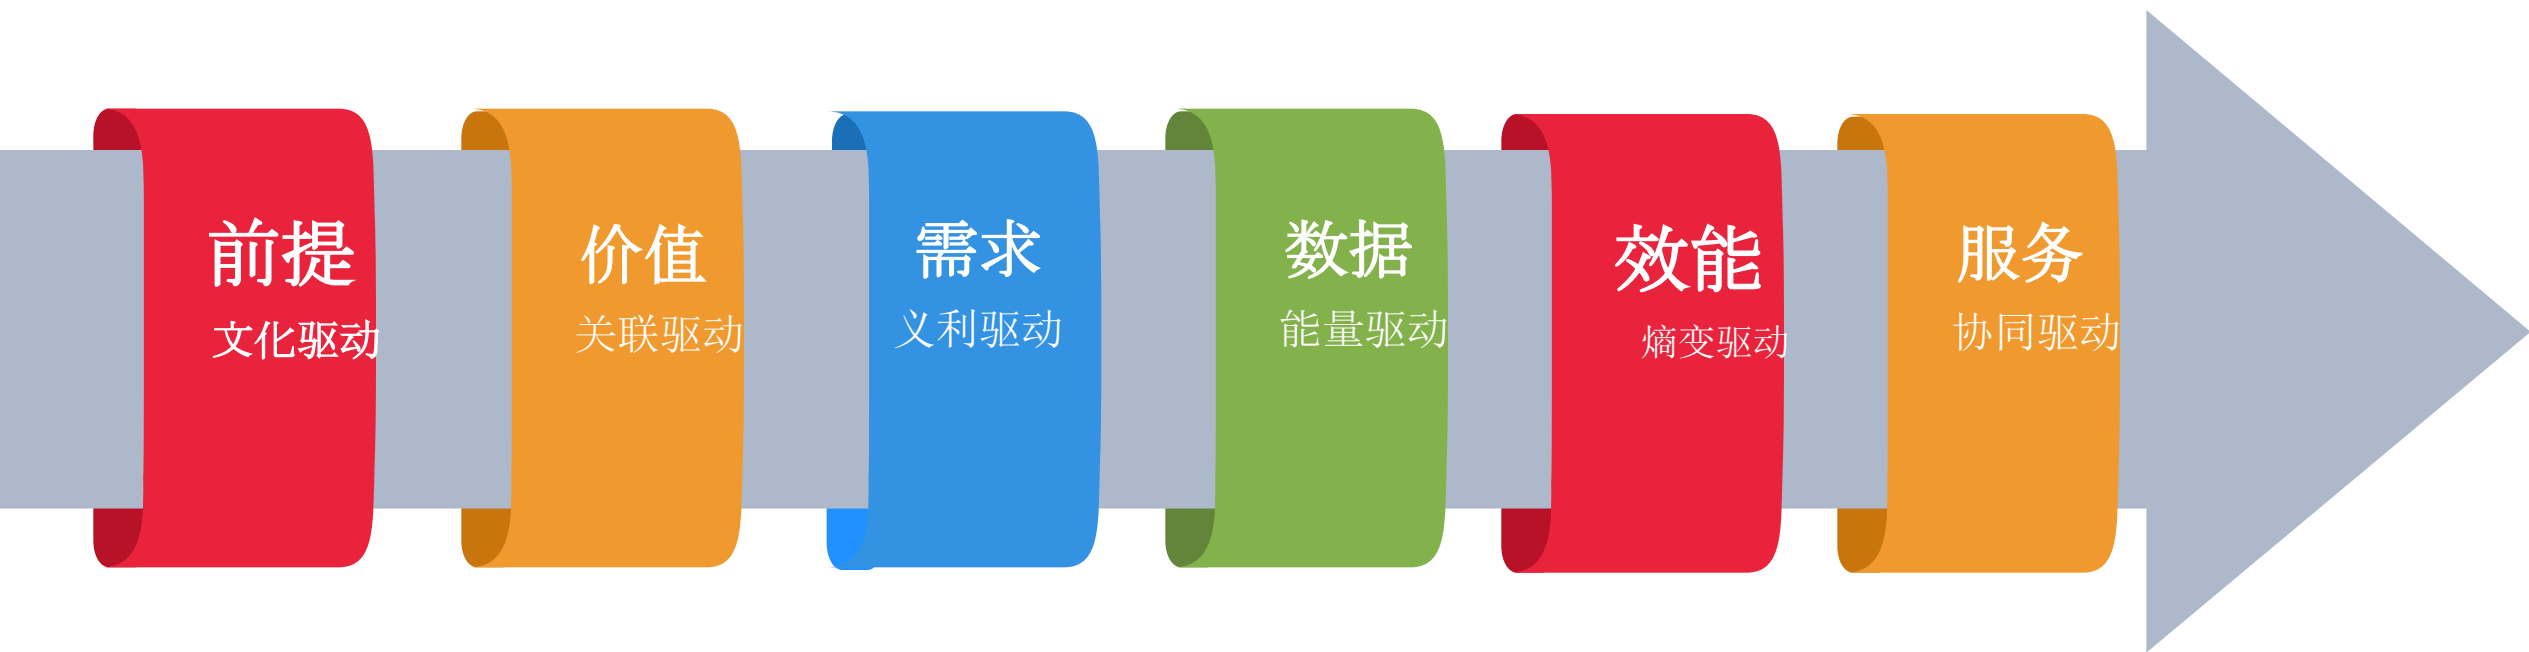 前提
文化驱动
价值
关联驱动
需求
义利驱动
数据
能量驱动
效能
熵变驱动
服务
协同驱动